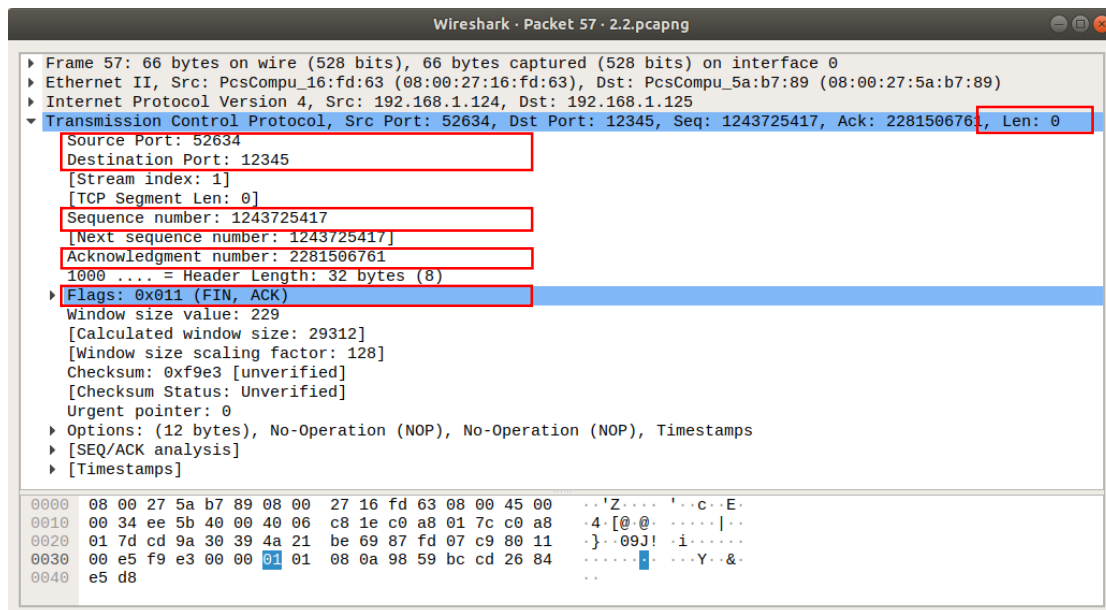 Wireshark · Packet 57 · 2.2.pcapng
Frame 57: 66 bytes on wire (528 bits), 66 bytes captured (528 bits) on interface 0
Ethernet II, Src: PcsCompu_16:fd:63 (08:00:27:16:fd:63), Dst: PcsCompu_5a:b7:89 (08:00:27:5a:b7:89)
Internet Protocol Version 4, Src: 192.168.1.124, Dst: 192.168.1.125
Transmission Control Protocol, Src Port: 52634, Dst Port: 12345, Seq: 1243725417, Ack: 2281506761, Len: 0
Source Port: 52634
Destination Port: 12345
[Stream index: 1]
[TCP Segment Len: 0]
Sequence number: 1243725417
[Next sequence number: 1243725417]
Acknowledgment number: 2281506761
1000 .... = Header Length: 32 bytes (8)
Flags: 0x011 (FIN, ACK)
Window size value: 229
[Calculated window size: 29312]
[Window size scaling factor: 128]
Checksum: 0xf9e3 [unverified]
[Checksum Status: Unverified]
Urgent pointer: 0
Options: (12 bytes), No-Operation (NOP), No-Operation (NOP), Timestamps
[SEQ/ACK analysis]
[Timestamps]
0000 08 00 27 5a b7 89 08 00 27 16 fd 63 08 00 45 00 ··'Z···· '··c··E·
0010 00 34 ee 5b 40 00 40 06 c8 1e c0 a8 01 7c c0 a8 ·4·[@·@· ·····|··
0020 01 7d cd 9a 30 39 4a 21 be 69 87 fd 07 c9 80 11 ·}··09J! ·i······
0030 00 e5 f9 e3 00 00 01 01 08 0a 98 59 bc cd 26 84 ········ ···Y··&·
0040 e5 d8 ··